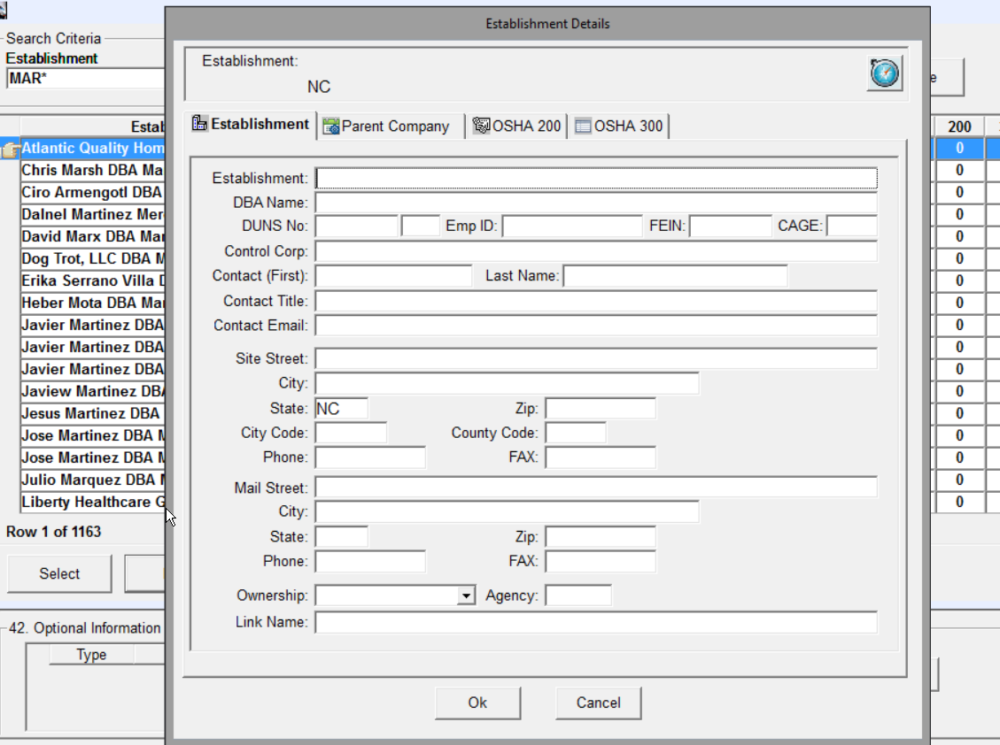 Establishment Details
Search Criteria
Establishment
MAR*
Establishment:
NC
Establishment Parent Company OSHA 200 OSHA 300
Establishment:
DBA Name:
DUNS No: Emp ID: FEIN: CAGE:
Control Corp:
Contact (First): Last Name:
Contact Title:
Contact Email:
Site Street:
City:
State: NC Zip:
City Code: County Code:
Phone: FAX:
Mail Street:
City:
State: Zip:
Phone: FAX:
Ownership: Agency:
Link Name:
Ok Cancel
e
Estab 200
Atlantic Quality Hom 0
Chris Marsh DBA Ma 0
Ciro Armengotl DBA 0
Dalnel Martinez Mer 0
David Marx DBA Mar 0
Dog Trot, LLC DBA M 0
Erika Serrano Villa D 0
Heber Mota DBA Mar 0
Javier Martinez DBA 0
Javier Martinez DBA 0
Javier Martinez DBA 0
Jaview Martinez DBA 0
Jesus Martinez DBA 0
Jose Martinez DBA M 0
Jose Martinez DBA M 0
Julio Marquez DBA M 0
Liberty Healthcare G 0
Row 1 of 1163
Select
42. Optional Information
Type